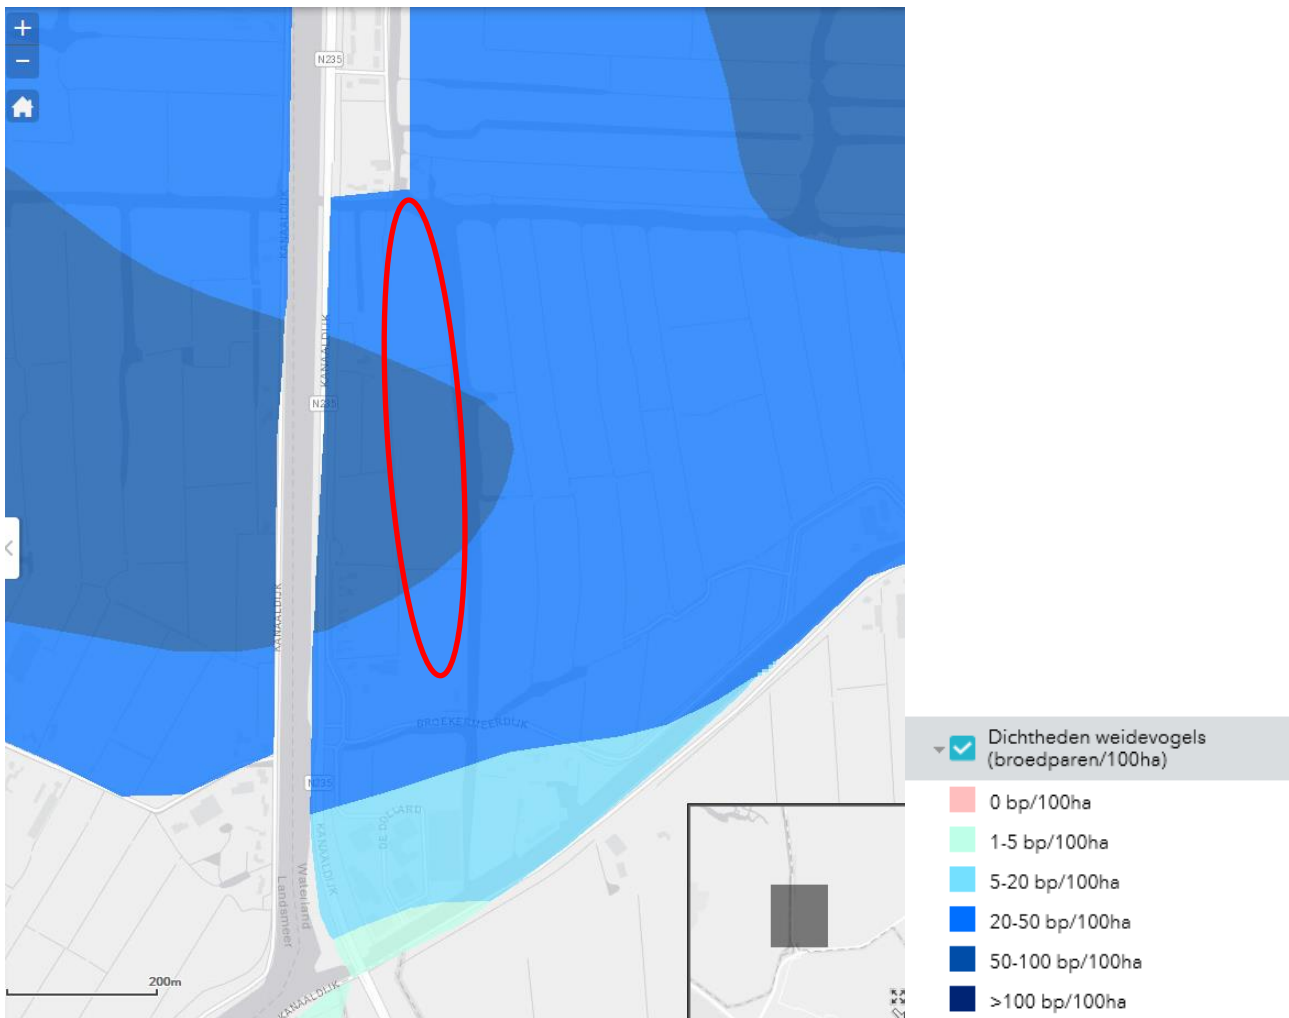 +
−
N235
KANAALDIJK
KANAALDIJK
N235
KANAALDIJK
KANAALDIJK
BROEKERMEERDIJK
N235
DE DOLLARD
KANAALDIJK
Waterland
Landsmeer
200m
KANAALDIJK
Dichtheden weidevogels
(broedparen/100ha)
0 bp/100ha
1-5 bp/100ha
5-20 bp/100ha
20-50 bp/100ha
50-100 bp/100ha
>100 bp/100ha